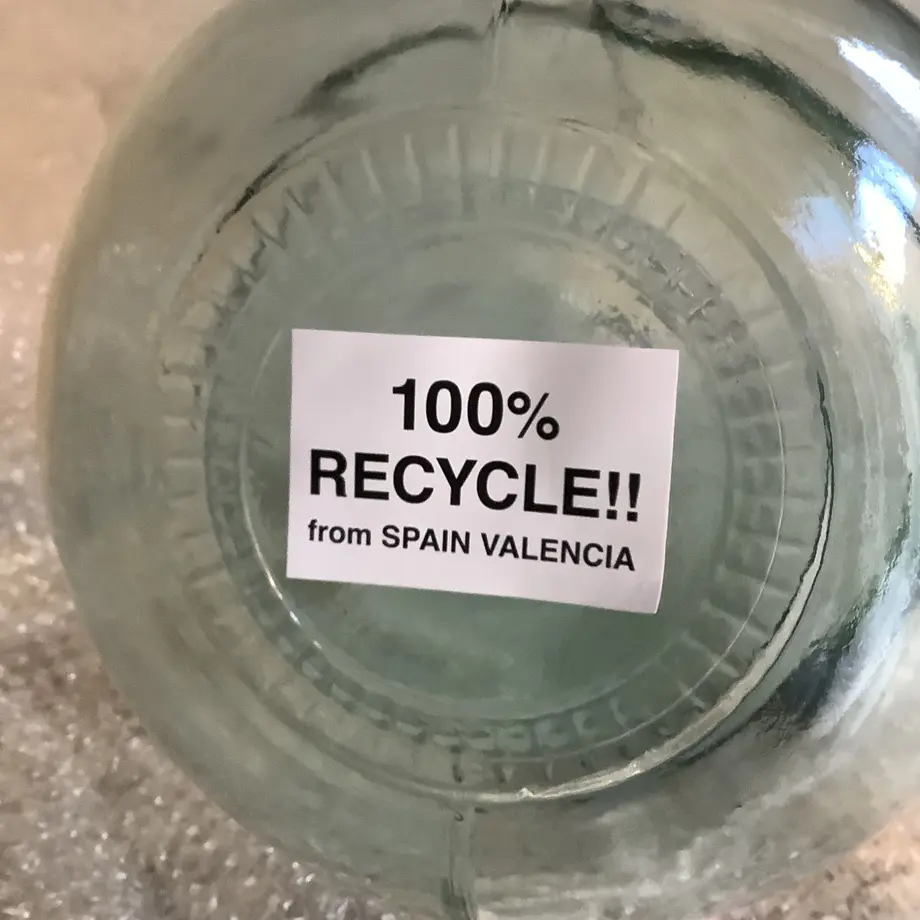 100%
RECYCLE!!
from SPAIN VALENCIA